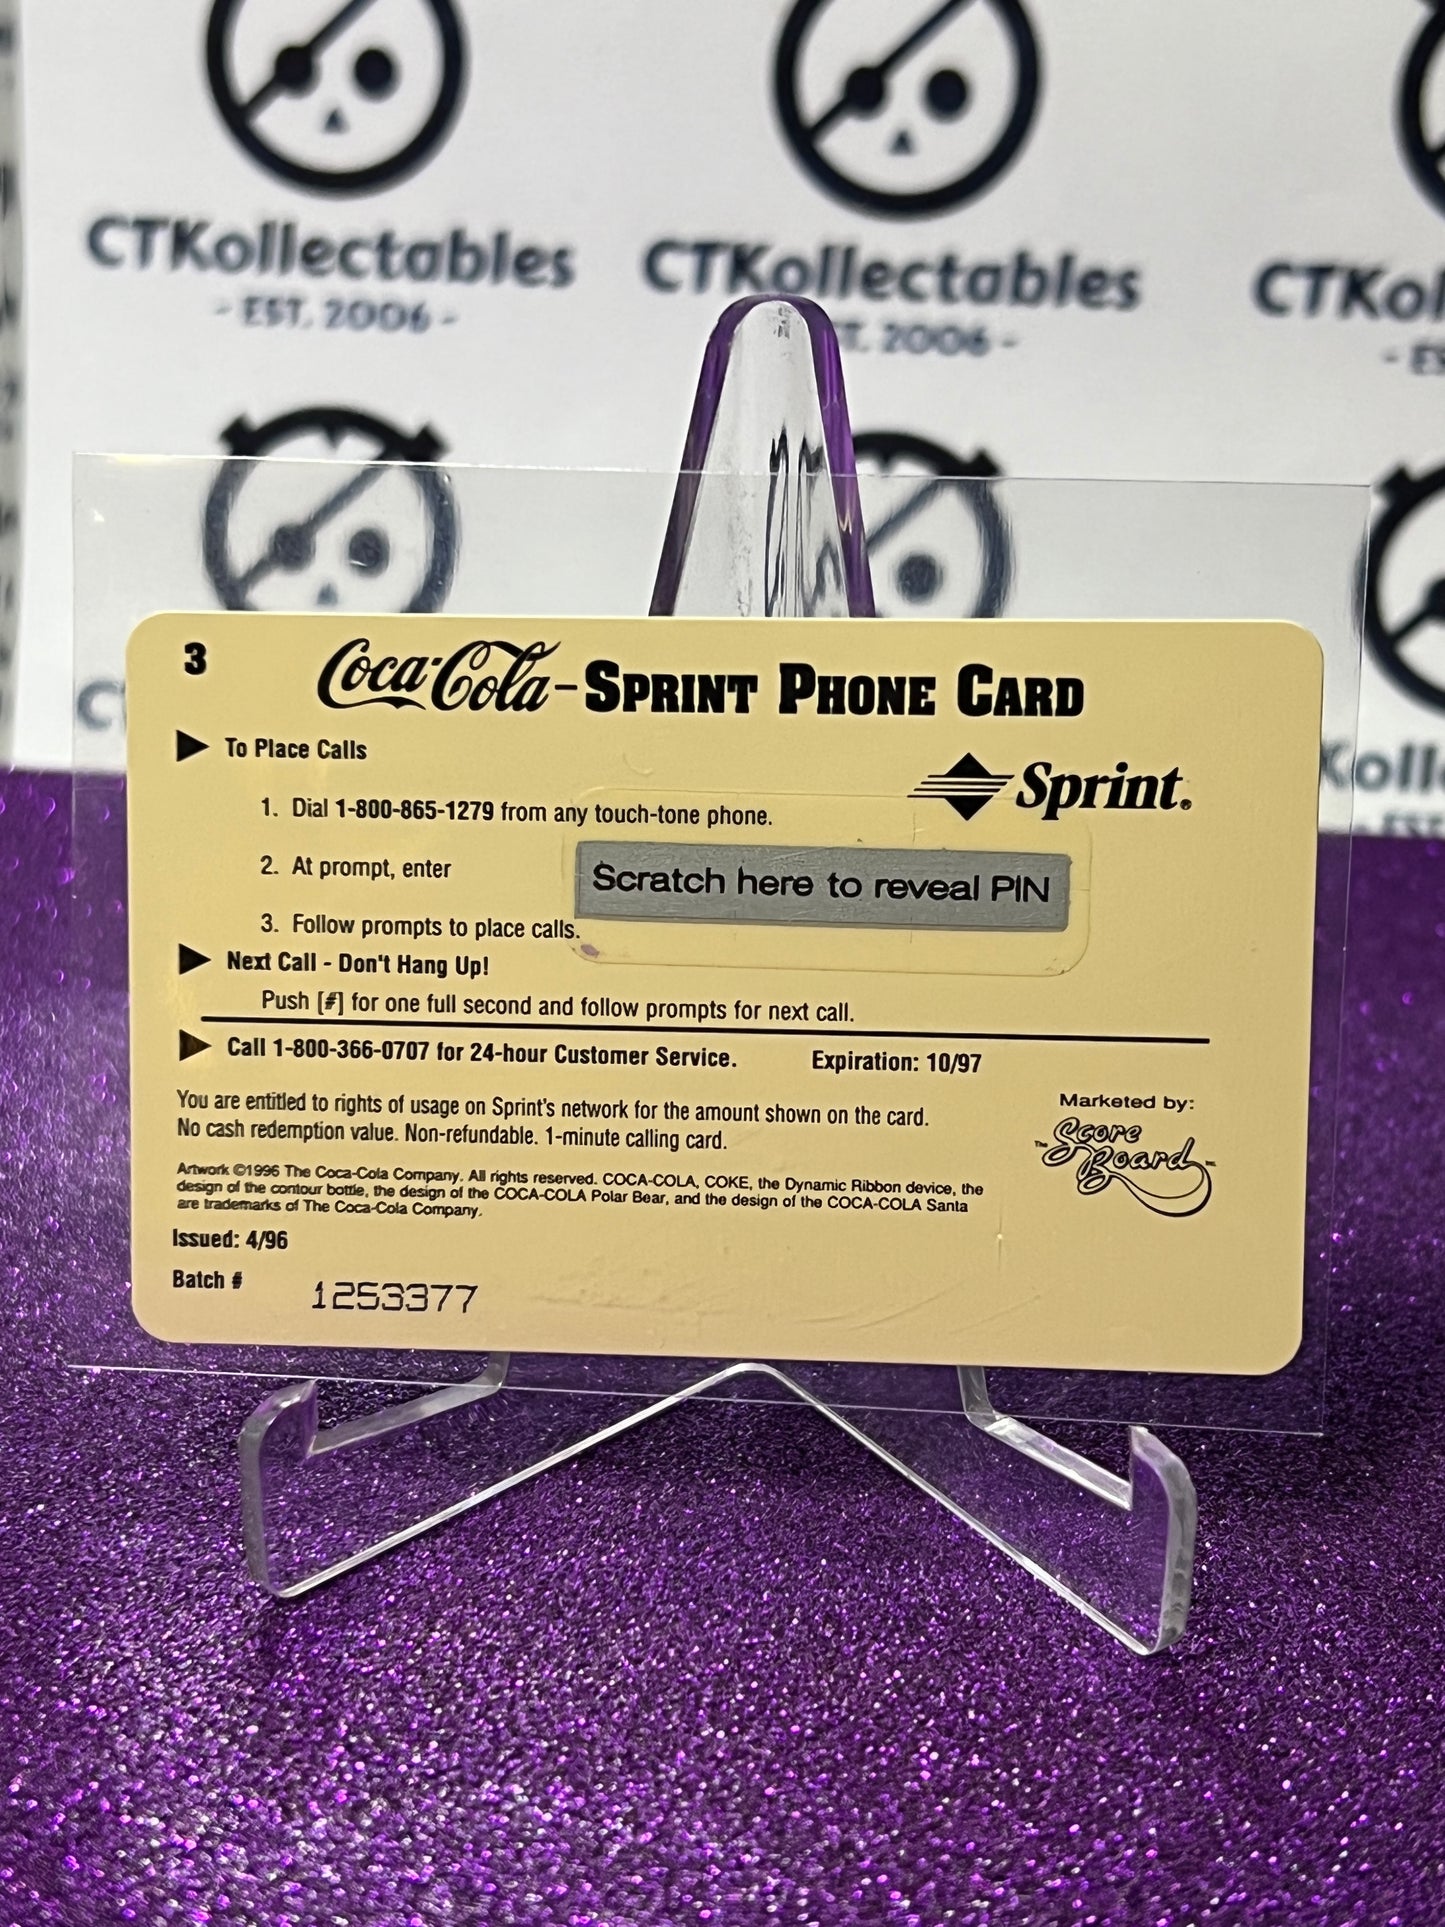 CTKollectables
- EST. 2006 -
CTKollectables
T. 2006 -
CTKol
- ES
3
Coca-Cola-SPRINT PHONE CARD
To Place Calls
Sprint®
1. Dial 1-800-865-1279 from any touch-tone phone.
2. At prompt, enter
Scratch here to reveal PIN
3. Follow prompts to place calls.
Next Call - Don't Hang Up!
Push [#] for one full second and follow prompts for next call.
Call 1-800-366-0707 for 24-hour Customer Service.
Expiration: 10/97
You are entitled to rights of usage on Sprint's network for the amount shown on the card.
No cash redemption value. Non-refundable. 1-minute calling card.
Marketed by:
The Score
Board Inc.
Artwork ©1996 The Coca-Cola Company. All rights reserved. COCA-COLA, COKE, the Dynamic Ribbon device, the
design of the contour bottle, the design of the COCA-COLA Polar Bear, and the design of the COCA-COLA Santa
are trademarks of The Coca-Cola Company.
Issued: 4/96
Batch # 1253377